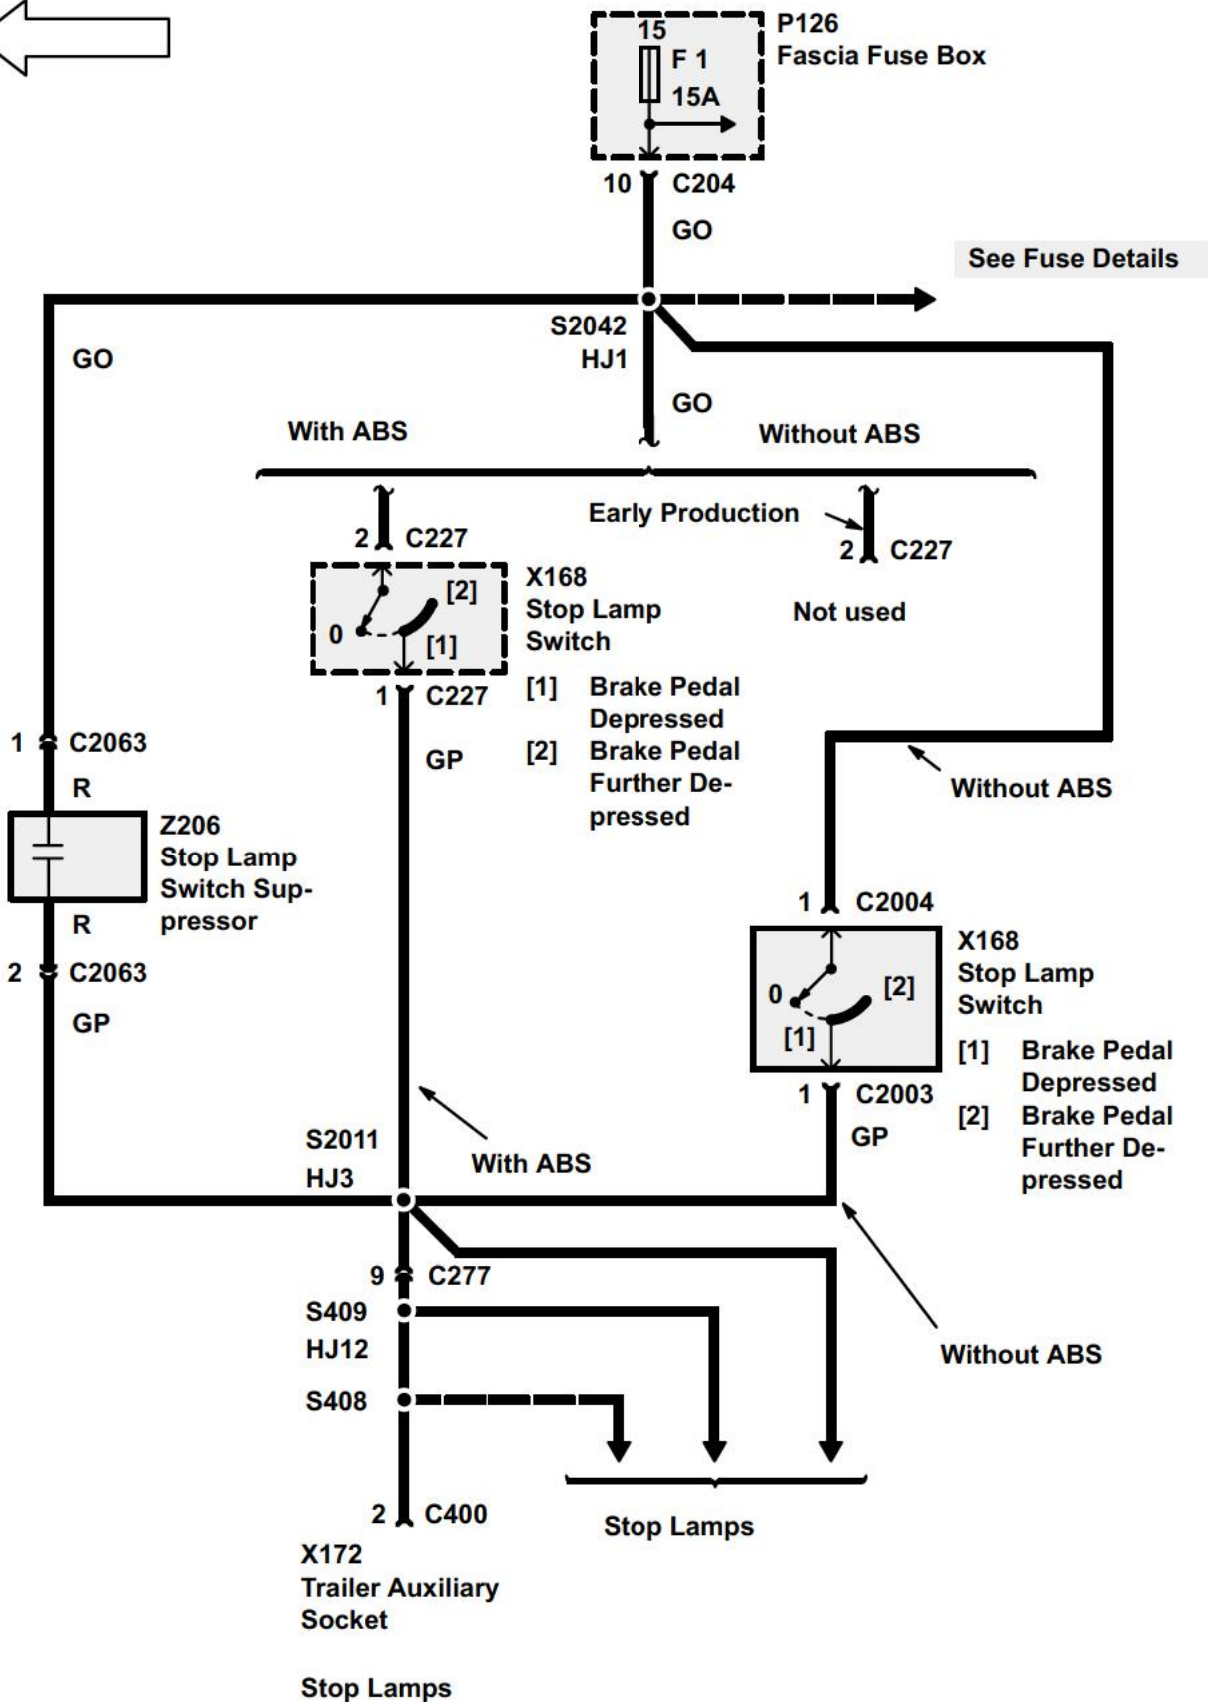 15
F 1
15A
P126
Fascia Fuse Box
10 C204
GO
See Fuse Details
S2042
HJ1
GO
GO
With ABS
Without ABS
Early Production
2 C227
2 C227
Not used
X168
Stop Lamp
Switch
0
[2]
[1]
1 C227
[1] Brake Pedal
Depressed
[2] Brake Pedal
Further De-
pressed
GP
1 C2063
R
Z206
Stop Lamp
Switch Sup-
pressor
R
2 C2063
GP
Without ABS
1 C2004
X168
Stop Lamp
Switch
0
[2]
[1]
[1] Brake Pedal
Depressed
[2] Brake Pedal
Further De-
pressed
1 C2003
GP
S2011
HJ3
With ABS
9 C277
S409
HJ12
S408
Without ABS
2 C400
Stop Lamps
X172
Trailer Auxiliary
Socket
Stop Lamps